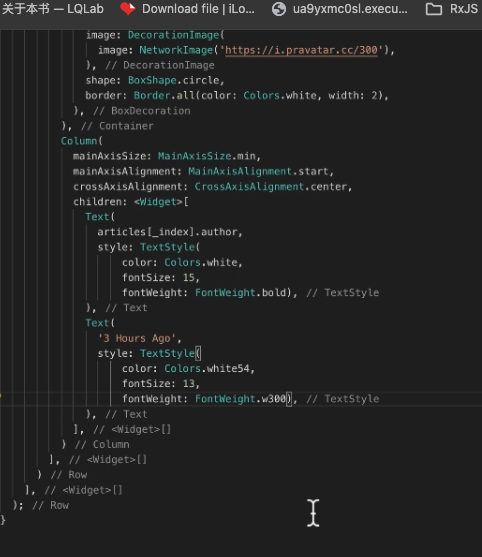 关于本书 — LQLab
Download file | iLo...
ua9yxmc0sl.execu...
RxJS
image: DecorationImage(
image: NetworkImage('https://i.pravatar.cc/300'),
), // DecorationImage
shape: BoxShape.circle,
border: Border.all(color: Colors.white, width: 2),
), // BoxDecoration
), // Container
Column(
mainAxisSize: MainAxisSize.min,
mainAxisAlignment: MainAxisAlignment.start,
crossAxisAlignment: CrossAxisAlignment.center,
children: <Widget>[
Text(
articles[_index].author,
style: TextStyle(
color: Colors.white,
fontSize: 15,
fontWeight: FontWeight.bold), // TextStyle
), // Text
Text(
'3 Hours Ago',
style: TextStyle(
color: Colors.white54,
fontSize: 13,
fontWeight: FontWeight.w300), // TextStyle
), // Text
], // <Widget>[]
) // Column
], // <Widget>[]
) // Row
], // <Widget>[]
); // Row
}